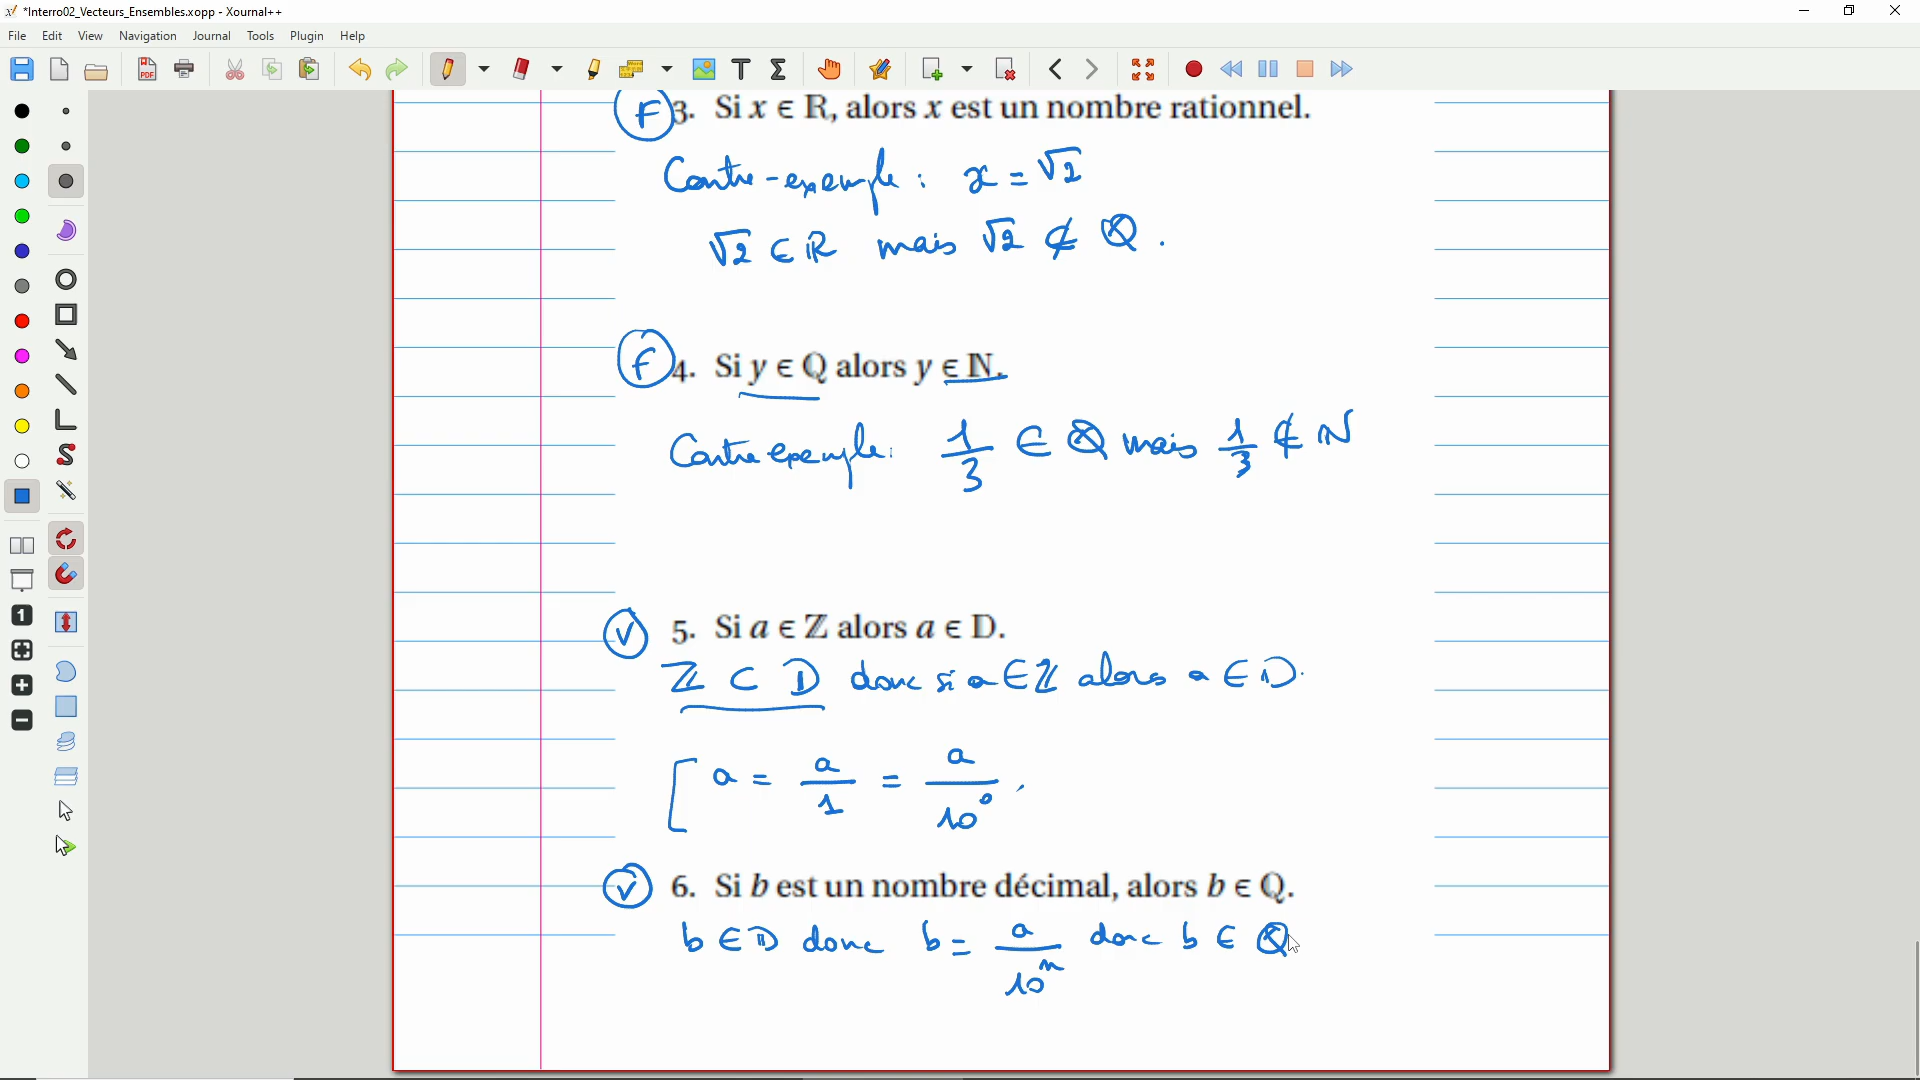 *Interro02_Vecteurs_Ensembles.xopp - Xournal++
File Edit View Navigation Journal Tools Plugin Help
F 3. Si x ∈ ℝ, alors x est un nombre rationnel.
Contre-exemple : x = √2
√2 ∈ ℝ mais √2 ∉ ℚ .
F 4. Si y ∈ ℚ alors y ∈ ℕ.
Contre exemple : 1/3 ∈ ℚ mais 1/3 ∉ ℕ
V 5. Si a ∈ ℤ alors a ∈ 𝔻.
ℤ ⊂ 𝔻 donc si a ∈ ℤ alors a ∈ 𝔻.
[ a = a/1 = a/10⁰ .
V 6. Si b est un nombre décimal, alors b ∈ ℚ.
b ∈ 𝔻 donc b = a/10ⁿ donc b ∈ ℚ